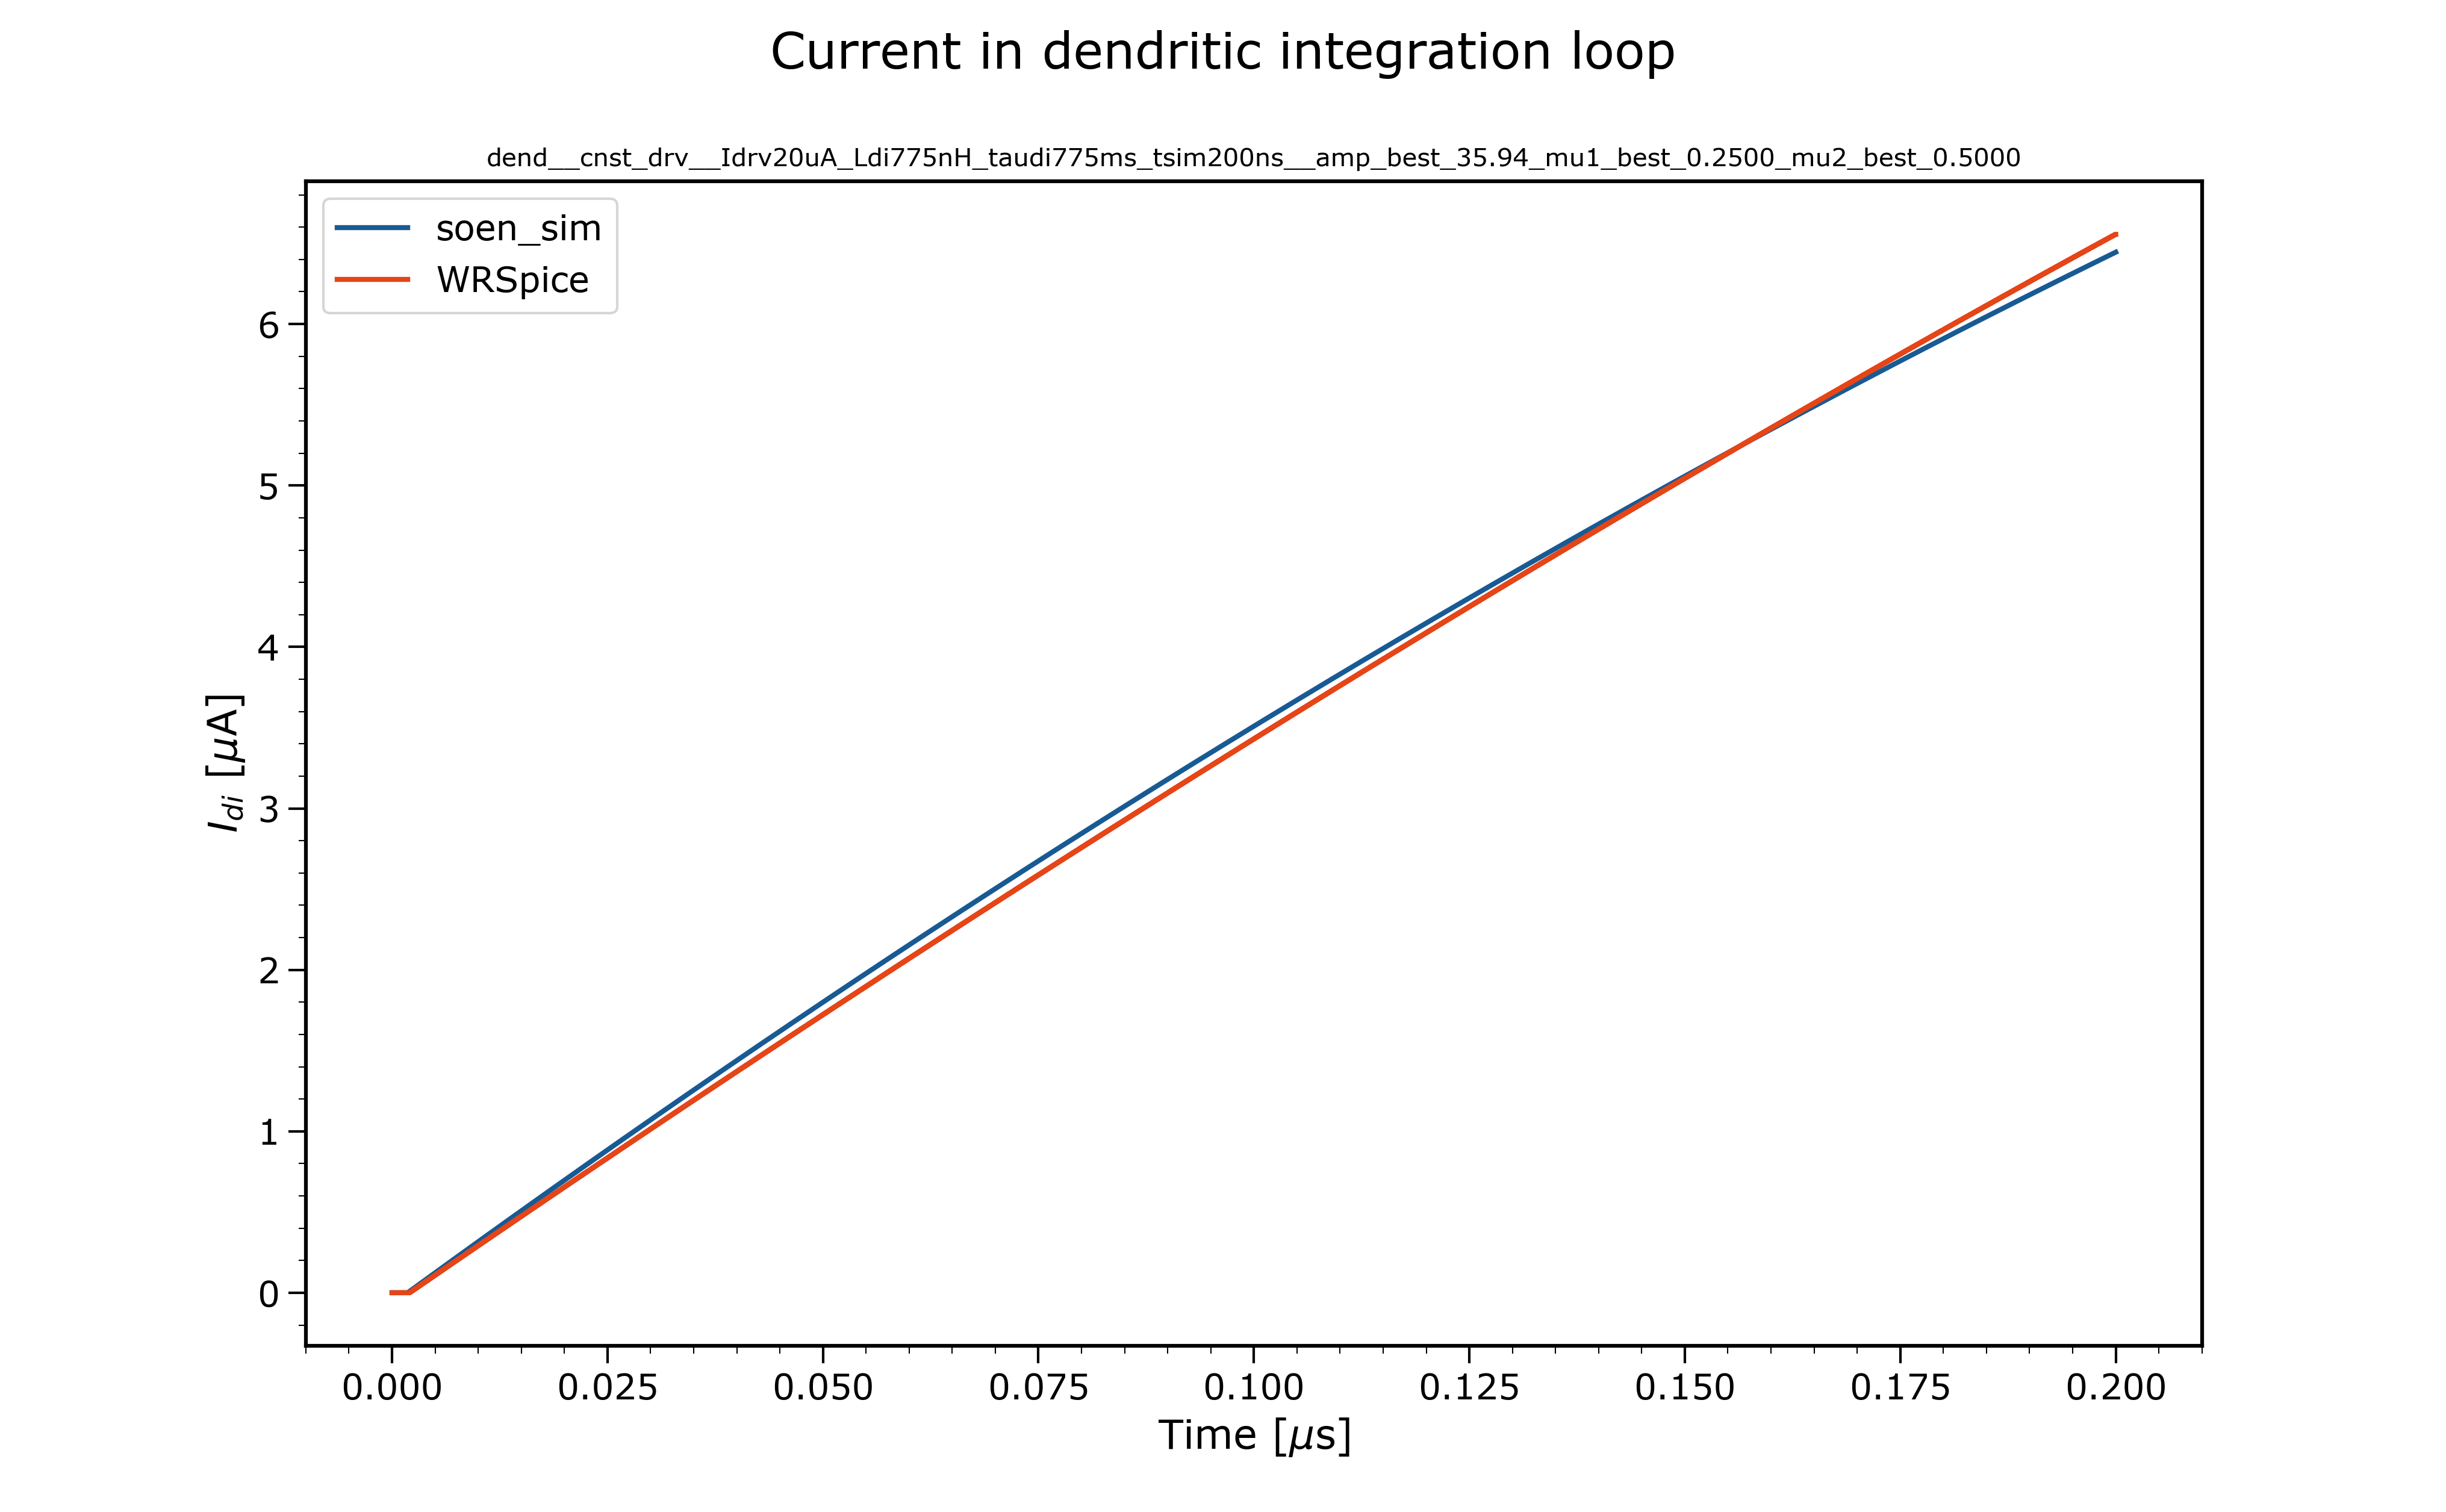 Current in dendritic integration loop
dend__cnst_drv__Idrv20uA_Ldi775nH_taudi775ms_tsim200ns__amp_best_35.94_mu1_best_0.2500_mu2_best_0.5000
soen_sim
WRSpice
6
5
4
3
2
1
0
I_di [μA]
0.000 0.025 0.050 0.075 0.100 0.125 0.150 0.175 0.200
Time [μs]